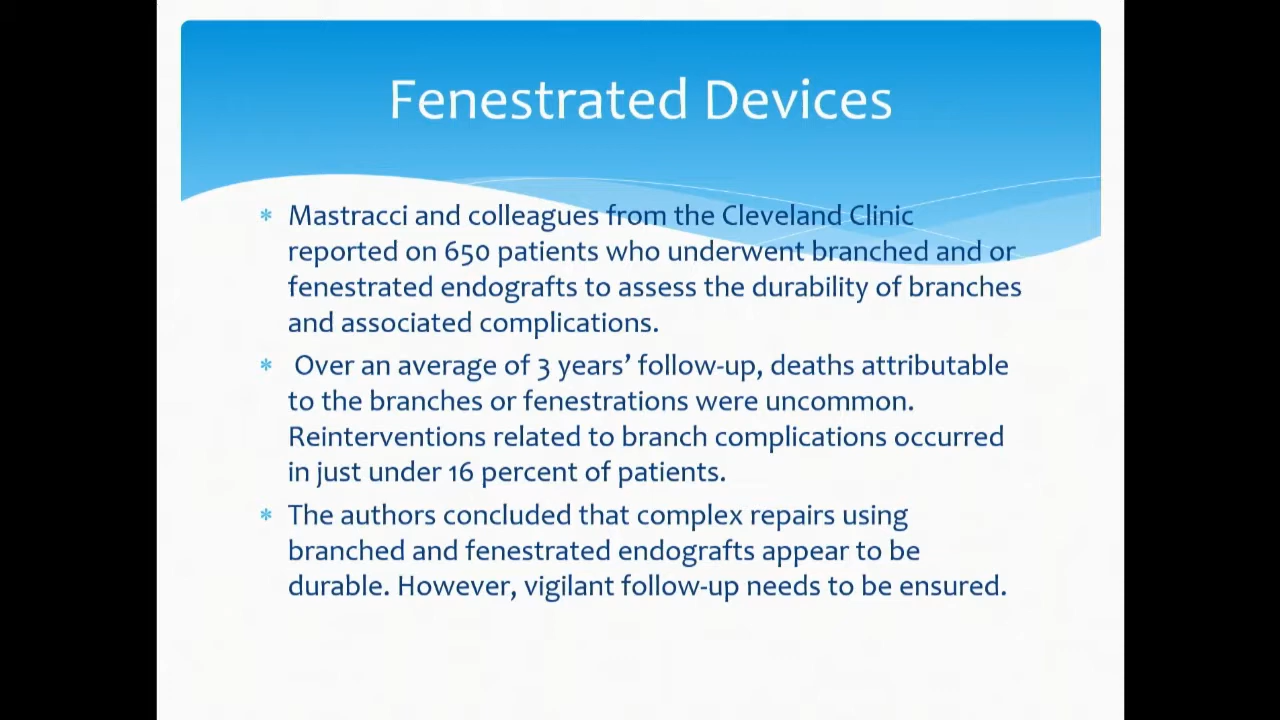 Fenestrated Devices
* Mastracci and colleagues from the Cleveland Clinic
reported on 650 patients who underwent branched and or
fenestrated endografts to assess the durability of branches
and associated complications.
* Over an average of 3 years’ follow-up, deaths attributable
to the branches or fenestrations were uncommon.
Reinterventions related to branch complications occurred
in just under 16 percent of patients.
* The authors concluded that complex repairs using
branched and fenestrated endografts appear to be
durable. However, vigilant follow-up needs to be ensured.